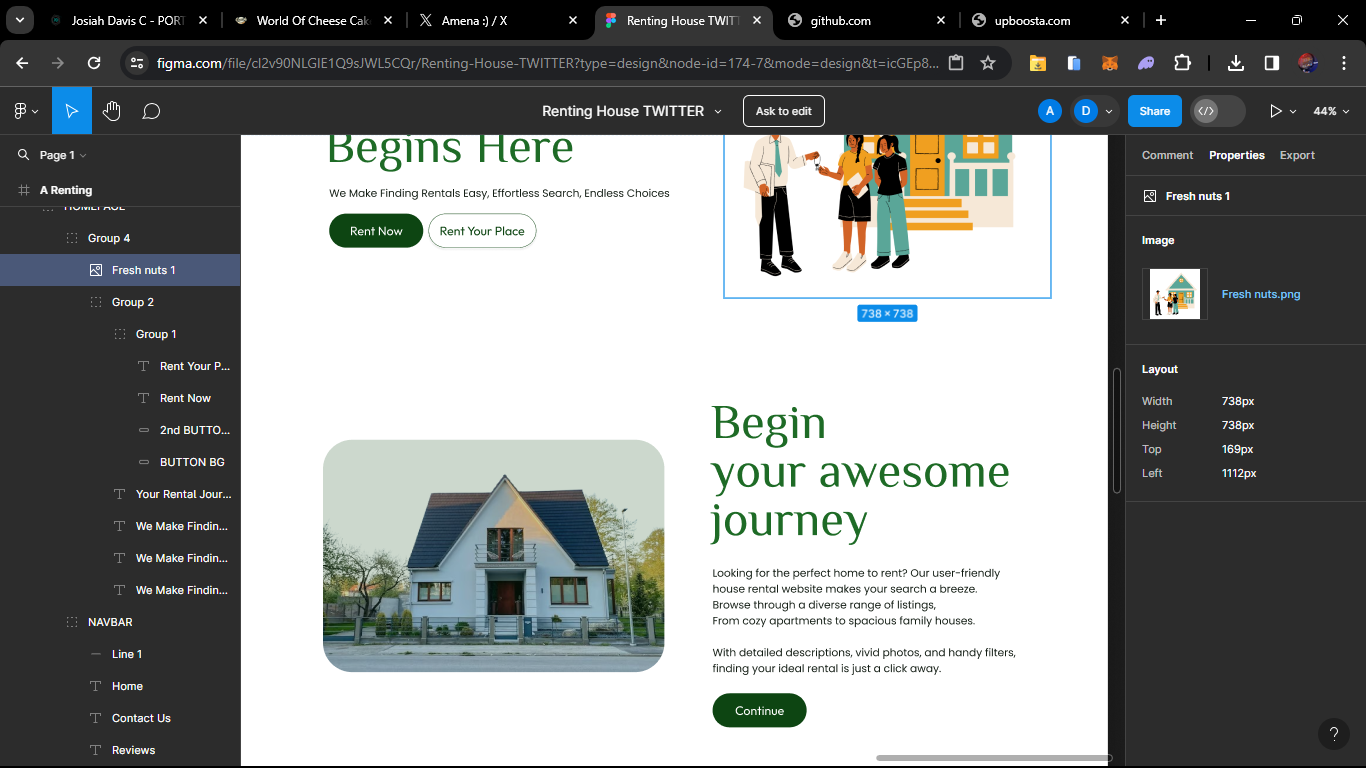 Josiah Davis C - PORT
World Of Cheese Cak
Amena :) / X
Renting House TWIT
github.com
upboosta.com
figma.com/file/cl2v90NLGIE1Q9sJWL5CQr/Renting-House-TWITTER?type=design&node-id=174-7&mode=design&t=icGEp8...
Renting House TWITTER
Ask to edit
A
D
Share
44%
Page 1
A Renting
HOMEPAGE
Group 4
Fresh nuts 1
Group 2
Group 1
Rent Your P...
Rent Now
2nd BUTTO...
BUTTON BG
Your Rental Jour...
We Make Findin...
We Make Findin...
We Make Findin...
NAVBAR
Line 1
Home
Contact Us
Reviews
Begins Here
We Make Finding Rentals Easy, Effortless Search, Endless Choices
Rent Now
Rent Your Place
738 × 738
Begin
your awesome
journey
Looking for the perfect home to rent? Our user-friendly
house rental website makes your search a breeze.
Browse through a diverse range of listings,
From cozy apartments to spacious family houses.
With detailed descriptions, vivid photos, and handy filters,
finding your ideal rental is just a click away.
Continue
Comment
Properties
Export
Fresh nuts 1
Image
Fresh nuts.png
Layout
Width 738px
Height 738px
Top 169px
Left 1112px
?